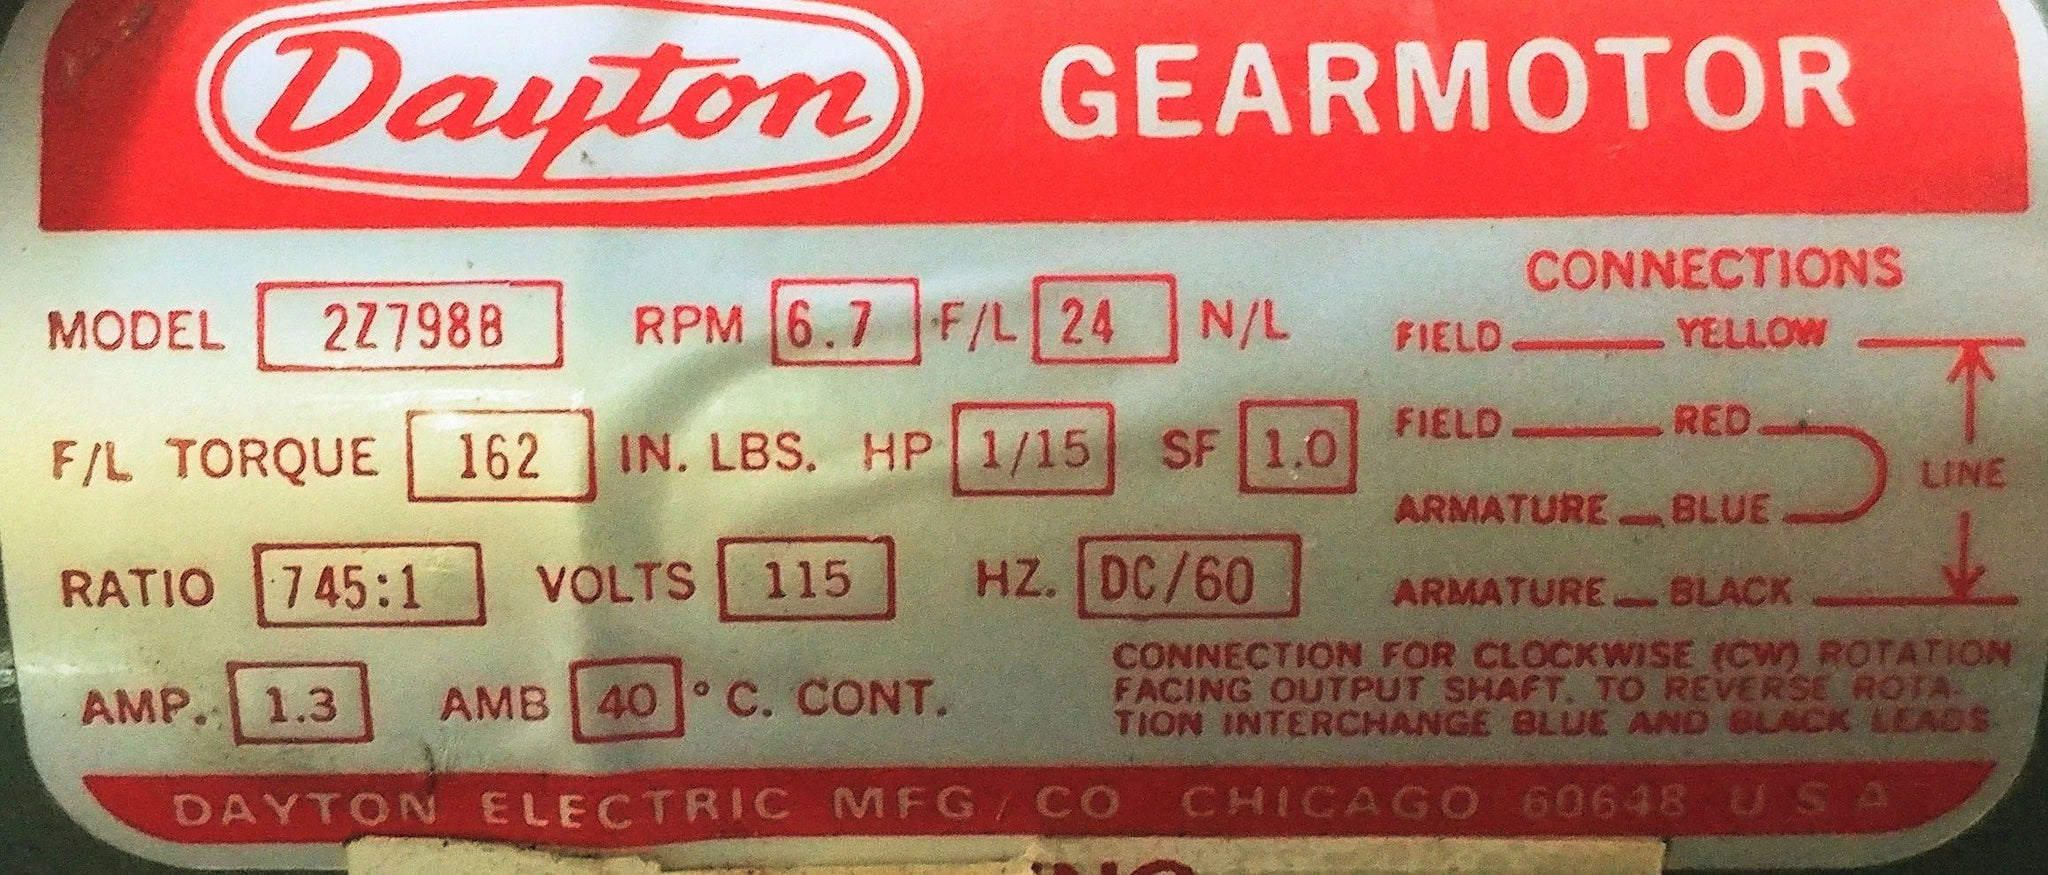 Dayton GEARMOTOR
CONNECTIONS
MODEL 2Z798B RPM 6.7 F/L 24 N/L
F/L TORQUE 162 IN. LBS. HP 1/15 SF 1.0
RATIO 745:1 VOLTS 115 HZ. DC/60
AMP. 1.3 AMB 40 °C. CONT.
FIELD YELLOW
FIELD RED
LINE
ARMATURE BLUE
ARMATURE BLACK
CONNECTION FOR CLOCKWISE (CW) ROTATION
FACING OUTPUT SHAFT. TO REVERSE ROTA-
TION INTERCHANGE BLUE AND BLACK LEADS
DAYTON ELECTRIC MFG CO CHICAGO 60648 U S A